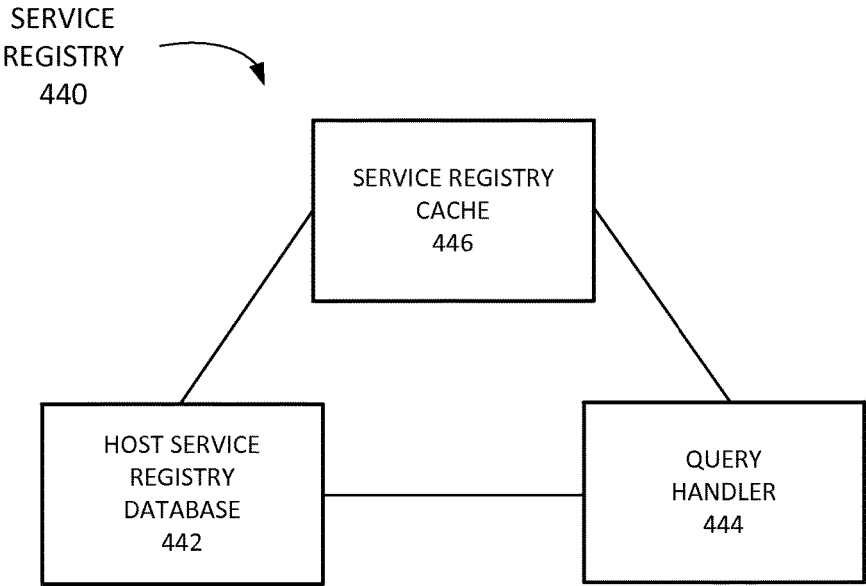 SERVICE
REGISTRY
440
SERVICE REGISTRY
CACHE
446
HOST SERVICE
REGISTRY
DATABASE
442
QUERY
HANDLER
444